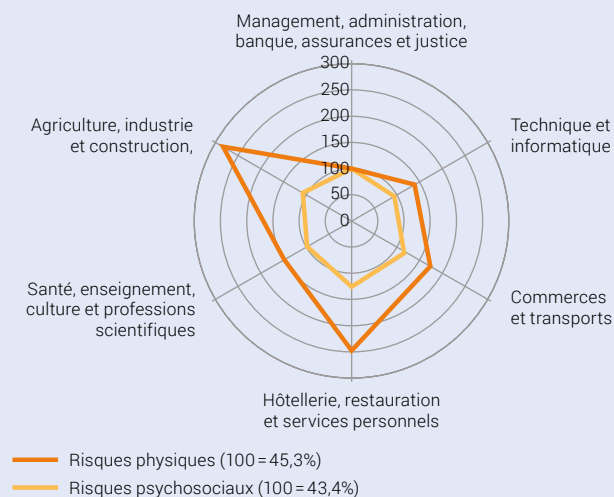 Management, administration,
banque, assurances et justice
300
250
200
150
100
50
0
Technique et
informatique
Commerces
et transports
Hôtellerie, restauration
et services personnels
Santé, enseignement,
culture et professions
scientifiques
Agriculture, industrie
et construction,
Risques physiques (100 = 45,3%)
Risques psychosociaux (100 = 43,4%)